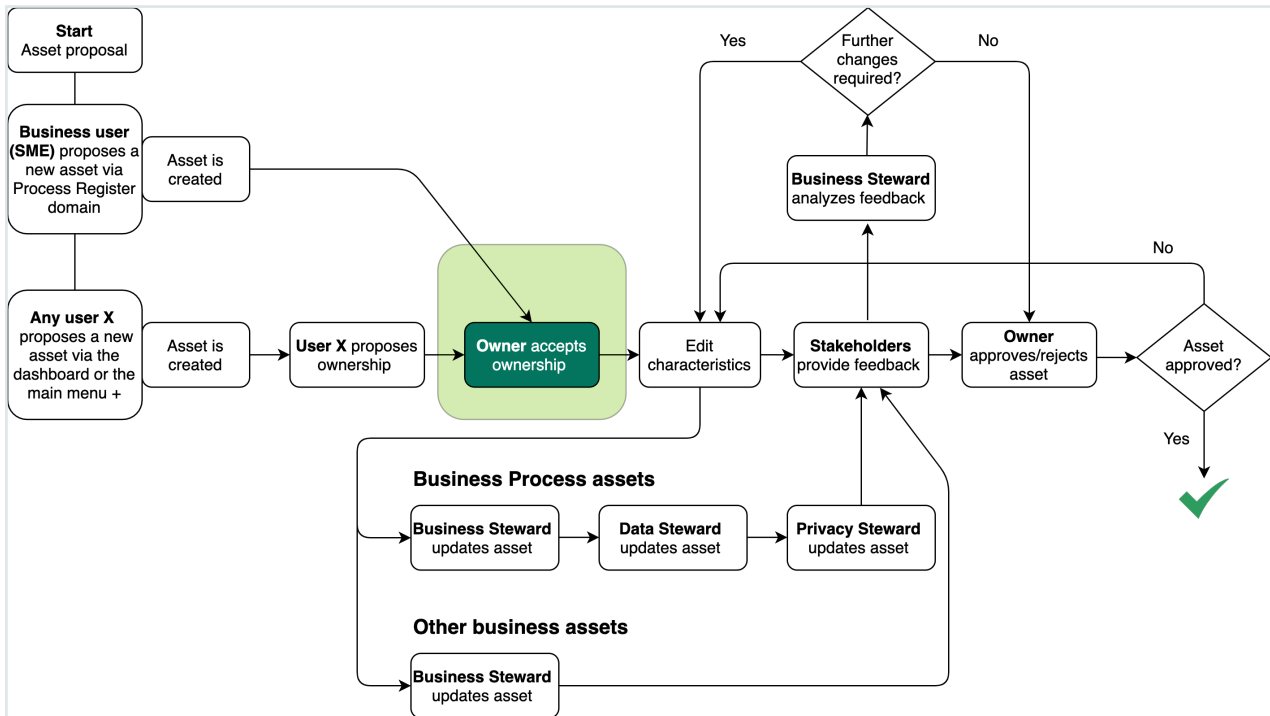 Start
Asset proposal
Business user
(SME) proposes a
new asset via
Process Register
domain
Asset is
created
Any user X
proposes a new
asset via the
dashboard or the
main menu +
Asset is
created
User X proposes
ownership
Owner accepts
ownership
Edit
characteristics
Stakeholders
provide feedback
Business Steward
analyzes feedback
Further
changes
required?
Yes
No
Owner
approves/rejects
asset
Asset
approved?
No
Yes
Business Process assets
Business Steward
updates asset
Data Steward
updates asset
Privacy Steward
updates asset
Other business assets
Business Steward
updates asset